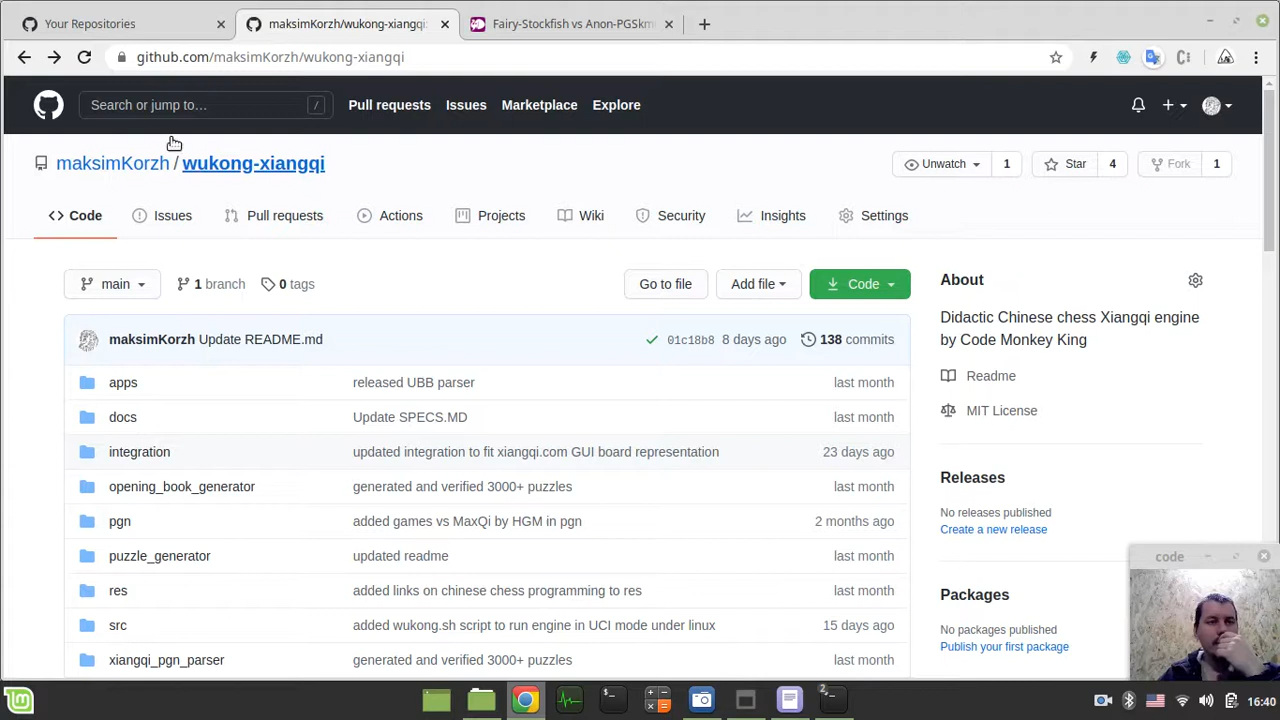 Your Repositories
maksimKorzh/wukong-xiangqi:
Fairy-Stockfish vs Anon-PGSkm
github.com/maksimKorzh/wukong-xiangqi
Search or jump to… /
Pull requests Issues Marketplace Explore
maksimKorzh / wukong-xiangqi
Unwatch 1 Star 4 Fork 1
Code Issues Pull requests Actions Projects Wiki Security Insights Settings
main 1 branch 0 tags Go to file Add file Code
maksimKorzh Update README.md 01c18b8 8 days ago 138 commits
apps released UBB parser last month
docs Update SPECS.MD last month
integration updated integration to fit xiangqi.com GUI board representation 23 days ago
opening_book_generator generated and verified 3000+ puzzles last month
pgn added games vs MaxQi by HGM in pgn 2 months ago
puzzle_generator updated readme last month
res added links on chinese chess programming to res last month
src added wukong.sh script to run engine in UCI mode under linux 15 days ago
xiangqi_pgn_parser generated and verified 3000+ puzzles last month
About
Didactic Chinese chess Xiangqi engine
by Code Monkey King
Readme
MIT License
Releases
No releases published
Create a new release
Packages
No packages published
Publish your first package
code
16:40